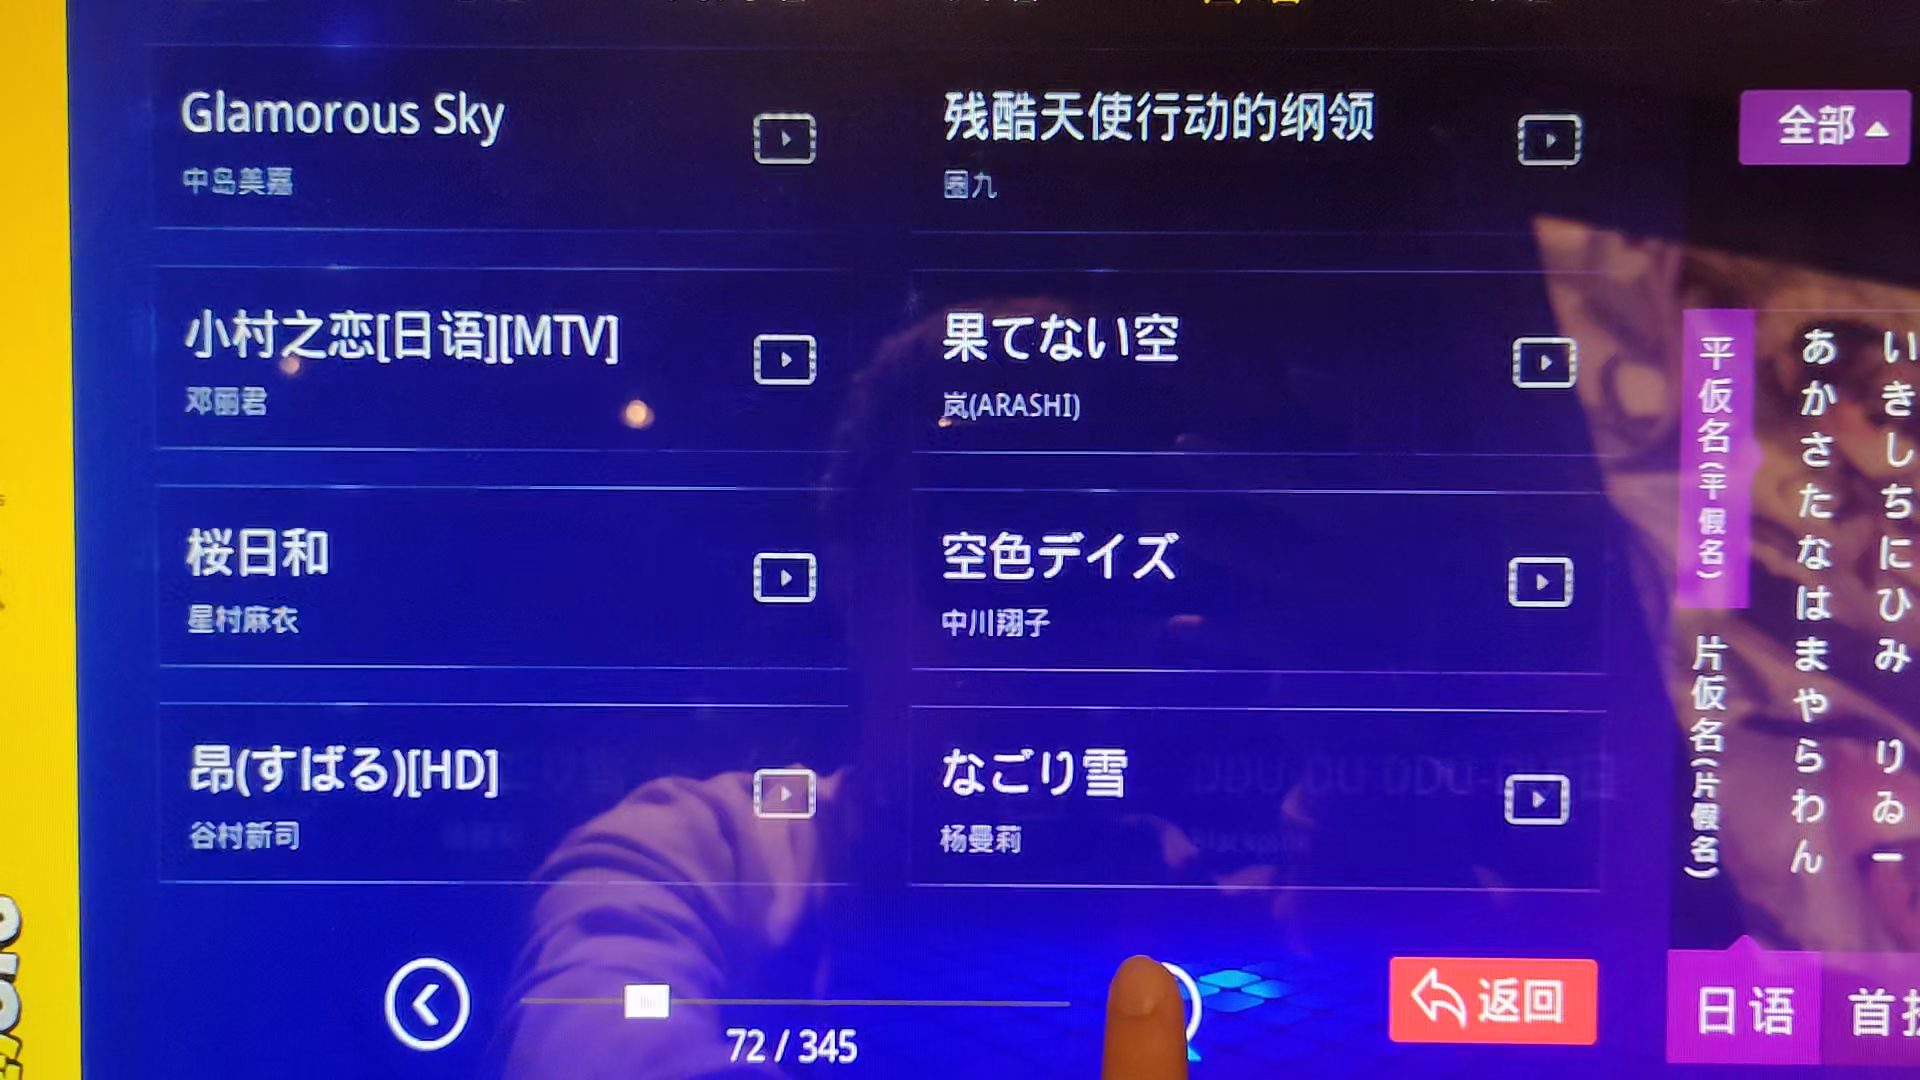 Glamorous Sky
中岛美嘉
残酷天使行动的纲领
圈九
小村之恋[日语][MTV]
邓丽君
果てない空
岚(ARASHI)
桜日和
星村麻衣
空色デイズ
中川翔子
昂(すばる)[HD]
谷村新司
なごり雪
杨曼莉
72 / 345
返回
全部
平仮名(平假名)
片仮名(片假名)
あかさたなはまやらわん
いきしちにひみ りゐー
日语
首